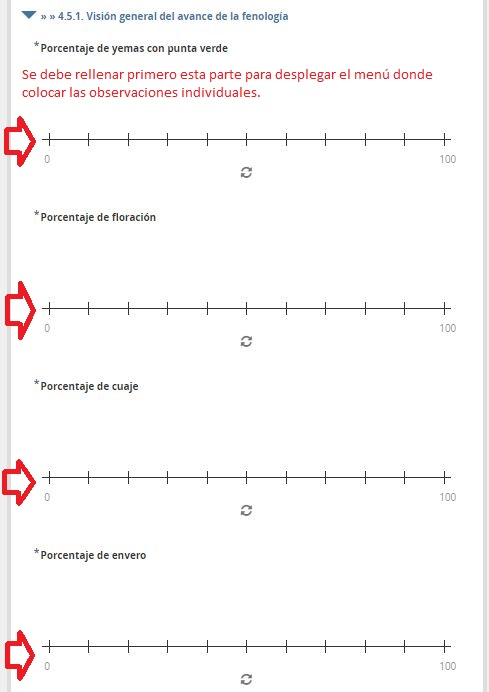 » » 4.5.1. Visión general del avance de la fenología
*Porcentaje de yemas con punta verde
Se debe rellenar primero esta parte para desplegar el menú donde
colocar las observaciones individuales.
0 100
*Porcentaje de floración
0 100
*Porcentaje de cuaje
0 100
*Porcentaje de envero
0 100